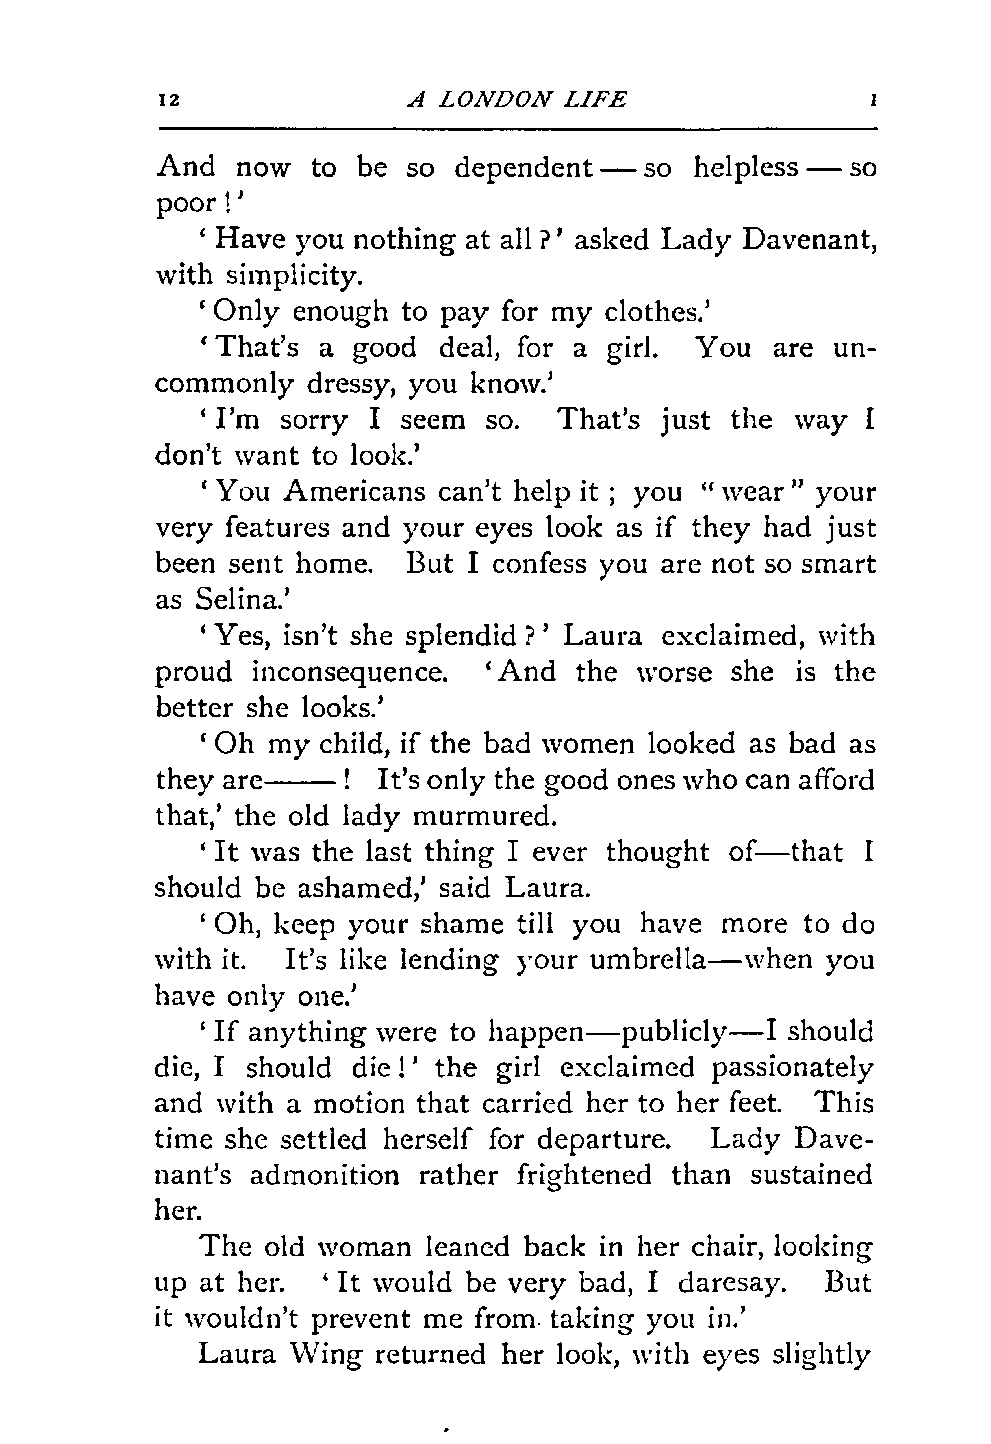 12 A LONDON LIFE I
And now to be so dependent — so helpless — so
poor!'
‘Have you nothing at all?’ asked Lady Davenant,
with simplicity.
‘Only enough to pay for my clothes.’
‘That’s a good deal, for a girl. You are un-
commonly dressy, you know.’
‘I’m sorry I seem so. That’s just the way I
don’t want to look.’
‘You Americans can’t help it; you “wear” your
very features and your eyes look as if they had just
been sent home. But I confess you are not so smart
as Selina.’
‘Yes, isn’t she splendid?’ Laura exclaimed, with
proud inconsequence. ‘And the worse she is the
better she looks.’
‘Oh my child, if the bad women looked as bad as
they are——! It’s only the good ones who can afford
that,’ the old lady murmured.
‘It was the last thing I ever thought of—that I
should be ashamed,’ said Laura.
‘Oh, keep your shame till you have more to do
with it. It’s like lending your umbrella—when you
have only one.’
‘If anything were to happen—publicly—I should
die, I should die!’ the girl exclaimed passionately
and with a motion that carried her to her feet. This
time she settled herself for departure. Lady Dave-
nant’s admonition rather frightened than sustained
her.
The old woman leaned back in her chair, looking
up at her. ‘It would be very bad, I daresay. But
it wouldn’t prevent me from taking you in.’
Laura Wing returned her look, with eyes slightly